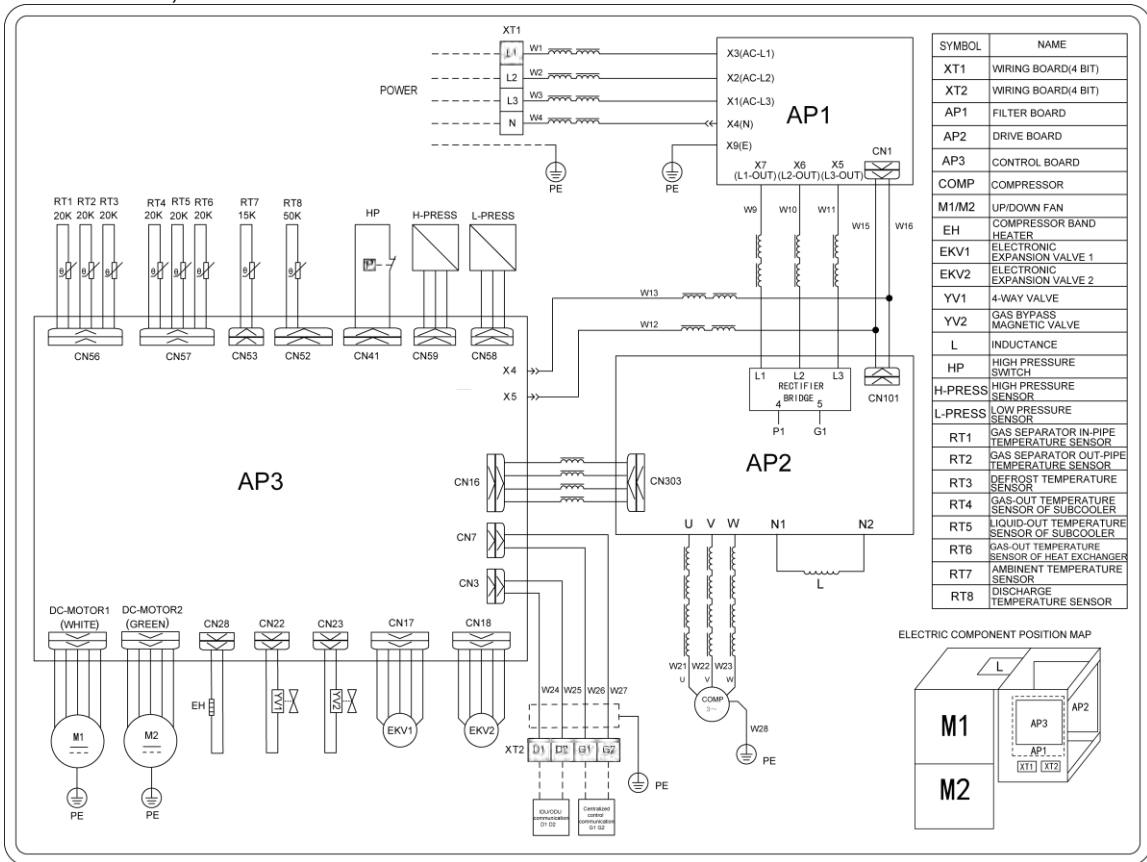 XT1
POWER
L1 W1
L2 W2
L3 W3
N W4
PE
X3(AC-L1)
X2(AC-L2)
X1(AC-L3)
X4(N)
X9(E)
PE
AP1
CN1
X7 X6 X5
(L1-OUT) (L2-OUT) (L3-OUT)
W9 W10 W11 W15 W16
RT1 RT2 RT3 RT4 RT5 RT6 RT7 RT8
20K 20K 20K 20K 20K 20K 15K 50K
HP H-PRESS L-PRESS
θ θ θ θ θ θ θ θ P
CN56 CN57 CN53 CN52 CN41 CN59 CN58
W13
W12
X4
X5
L1 L2 L3
RECTIFIER
BRIDGE
4 5
P1 G1
CN101
AP3
AP2
CN16 CN303
CN7
CN3
U V W N1 N2
L
DC-MOTOR1 DC-MOTOR2
(WHITE) (GREEN)
CN28 CN22 CN23 CN17 CN18
M1 M2 EH YV1 YV2 EKV1 EKV2
PE PE
W24 W25 W26 W27
XT2 D1 D2 G1 G2
PE
IDU/ODU
communication
D1 D2
Centralized
control
communication
G1 G2
W21 W22 W23
U V W
COMP
3~
W28
PE
SYMBOL NAME
XT1 WIRING BOARD(4 BIT)
XT2 WIRING BOARD(4 BIT)
AP1 FILTER BOARD
AP2 DRIVE BOARD
AP3 CONTROL BOARD
COMP COMPRESSOR
M1/M2 UP/DOWN FAN
EH COMPRESSOR BAND
HEATER
EKV1 ELECTRONIC
EXPANSION VALVE 1
EKV2 ELECTRONIC
EXPANSION VALVE 2
YV1 4-WAY VALVE
YV2 GAS BYPASS
MAGNETIC VALVE
L INDUCTANCE
HP HIGH PRESSURE
SWITCH
H-PRESS HIGH PRESSURE
SENSOR
L-PRESS LOW PRESSURE
SENSOR
RT1 GAS SEPARATOR IN-PIPE
TEMPERATURE SENSOR
RT2 GAS SEPARATOR OUT-PIPE
TEMPERATURE SENSOR
RT3 DEFROST TEMPERATURE
SENSOR
RT4 GAS-OUT TEMPERATURE
SENSOR OF SUBCOOLER
RT5 LIQUID-OUT TEMPERATURE
SENSOR OF SUBCOOLER
RT6 GAS-OUT TEMPERATURE
SENSOR OF HEAT EXCHANGER
RT7 AMBINENT TEMPERATURE
SENSOR
RT8 DISCHARGE
TEMPERATURE SENSOR
ELECTRIC COMPONENT POSITION MAP
L
M1 AP3 AP2
AP1
XT1 XT2
M2